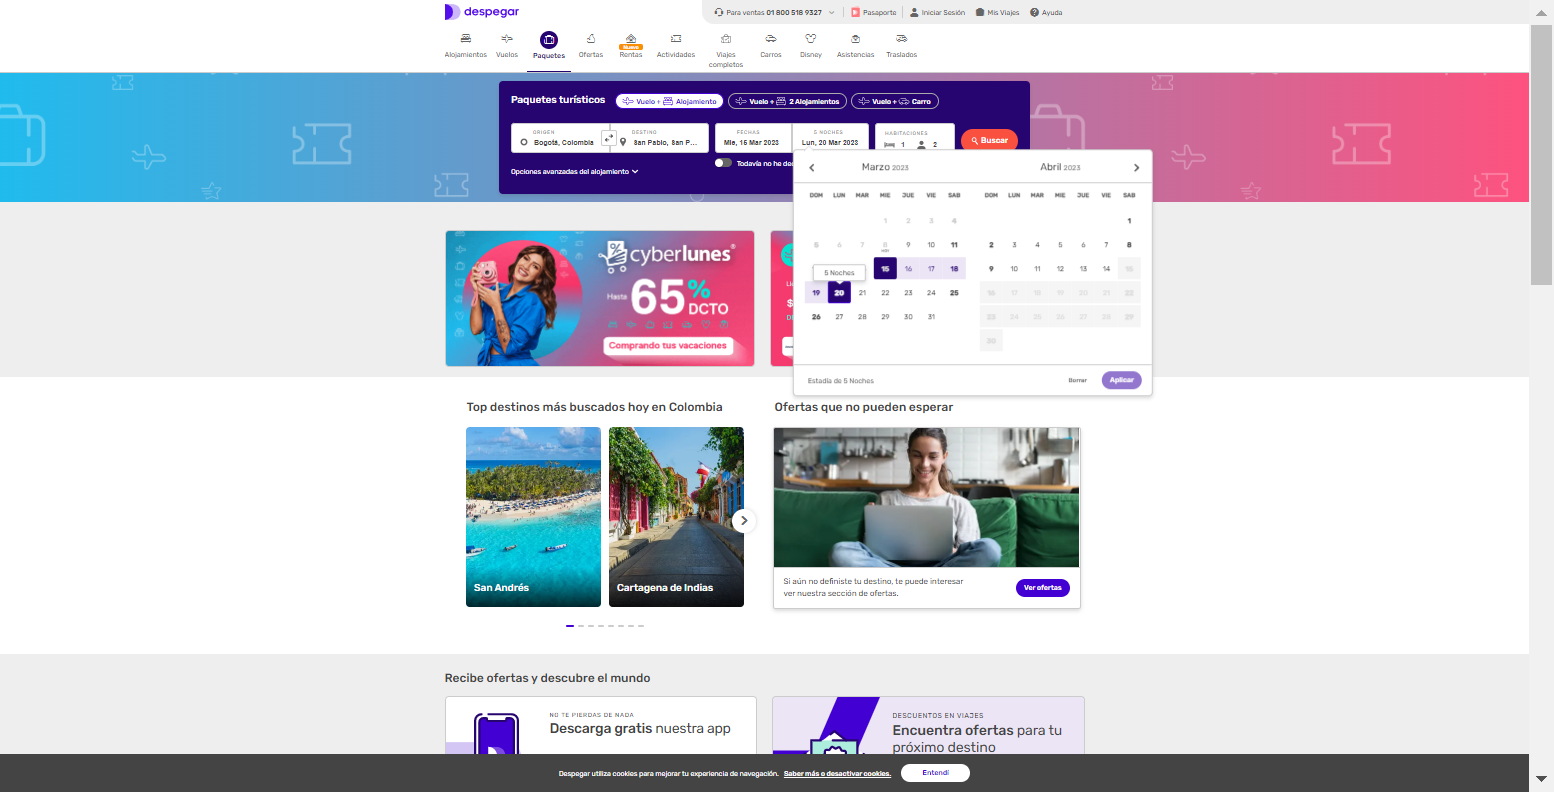 despegar
Para ventas 01 800 518 9327
Pasaporte
Iniciar Sesión
Mis Viajes
Ayuda
Alojamientos
Vuelos
Paquetes
Ofertas
Nuevo
Rentas
Actividades
Viajes
completos
Carros
Disney
Asistencias
Traslados
Paquetes turísticos
Vuelo + Alojamiento
Vuelo + 2 Alojamientos
Vuelo + Carro
ORIGEN
Bogotá, Colombia
DESTINO
San Pablo, San P...
FECHAS
Mie, 15 Mar 2023
5 NOCHES
Lun, 20 Mar 2023
HABITACIONES
1 2
Buscar
Opciones avanzadas del alojamiento
Todavía no he dec
Marzo 2023
DOM LUN MAR MIE JUE VIE SAB
1 2 3 4
5 6 7 8 9 10 11
5 Noches
15 16 17 18
19 20 21 22 23 24 25
26 27 28 29 30 31
Abril 2023
DOM LUN MAR MIE JUE VIE SAB
1
2 3 4 5 6 7 8
9 10 11 12 13 14 15
16 17 18 19 20 21 22
23 24 25 26 27 28 29
30
Estadía de 5 Noches
Borrar
Aplicar
cyberlunes®
Hasta 65% DCTO
Comprando tus vacaciones
$
Top destinos más buscados hoy en Colombia
San Andrés
Cartagena de Indias
Ofertas que no pueden esperar
Si aún no definiste tu destino, te puede interesar
ver nuestra sección de ofertas.
Ver ofertas
Recibe ofertas y descubre el mundo
NO TE PIERDAS DE NADA
Descarga gratis nuestra app
DESCUENTOS EN VIAJES
Encuentra ofertas para tu
próximo destino
Despegar utiliza cookies para mejorar tu experiencia de navegación. Saber más o desactivar cookies.
Entendí